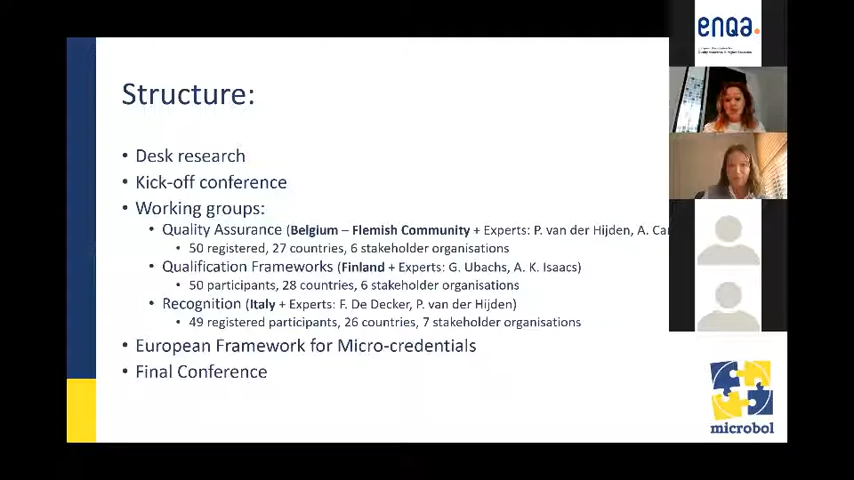 enqa.
Structure:
• Desk research
• Kick-off conference
• Working groups:
• Quality Assurance (Belgium – Flemish Community + Experts: P. van der Hijden, A. Car
• 50 registered, 27 countries, 6 stakeholder organisations
• Qualification Frameworks (Finland + Experts: G. Ubachs, A. K. Isaacs)
• 50 participants, 28 countries, 6 stakeholder organisations
• Recognition (Italy + Experts: F. De Decker, P. van der Hijden)
• 49 registered participants, 26 countries, 7 stakeholder organisations
• European Framework for Micro-credentials
• Final Conference
microbol